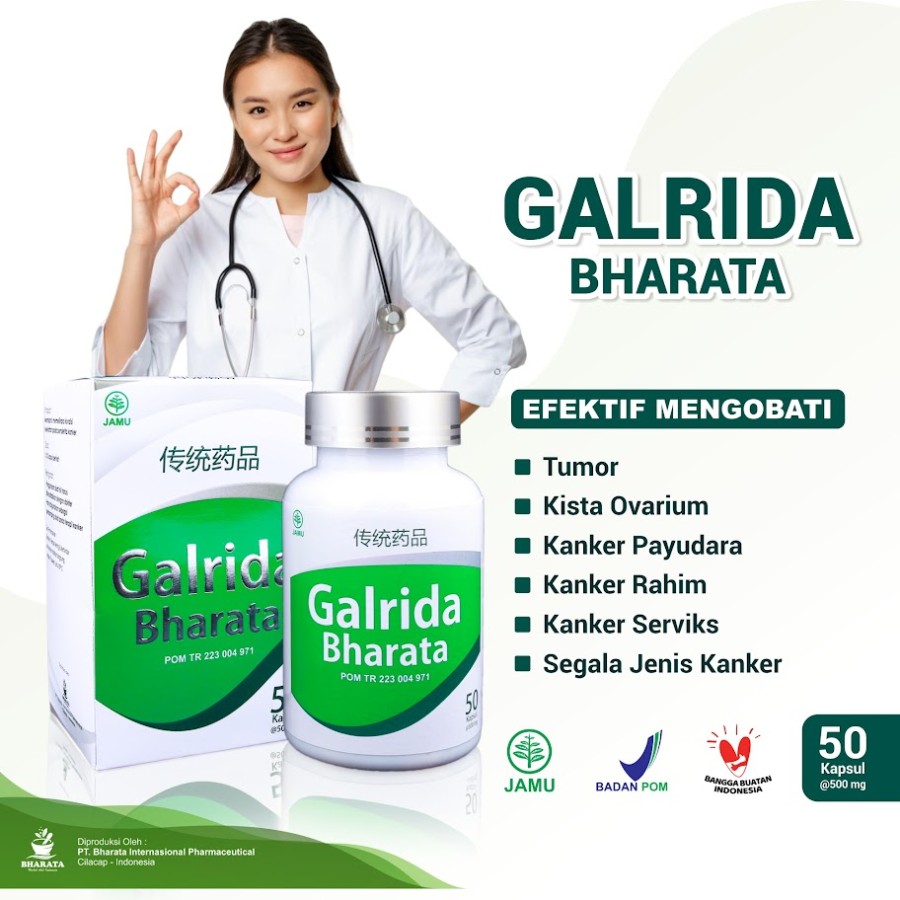 GALRIDA
BHARATA
EFEKTIF MENGOBATI
Tumor
Kista Ovarium
Kanker Payudara
Kanker Rahim
Kanker Serviks
Segala Jenis Kanker
JAMU
传统药品
Galrida
Bharata
POM TR 223 004 971
JAMU
传统药品
Galrida
Bharata
POM TR 223 004 971
50
JAMU
BADAN POM
BANGGA BUATAN
INDONESIA
50
Kapsul
@500 mg
BHARATA
Diproduksi Oleh :
PT. Bharata Internasional Pharmaceutical
Cilacap - Indonesia